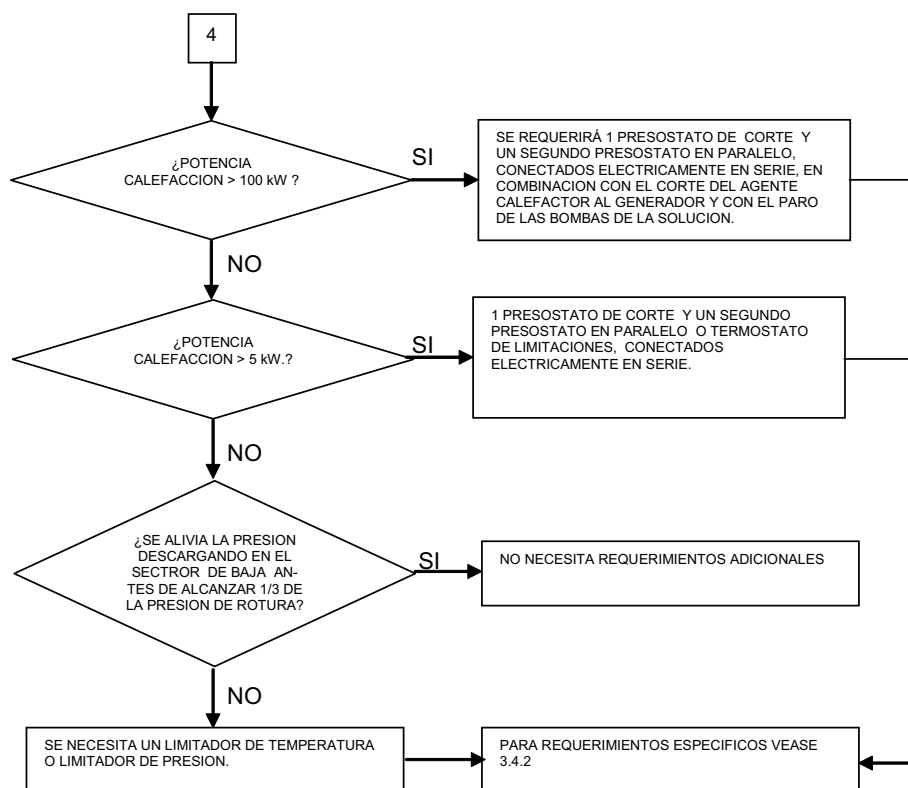 4
¿POTENCIA
CALEFACCION > 100 kW ?
SI
SE REQUERIRÁ 1 PRESOSTATO DE CORTE Y
UN SEGUNDO PRESOSTATO EN PARALELO,
CONECTADOS ELECTRICAMENTE EN SERIE, EN
COMBINACION CON EL CORTE DEL AGENTE
CALEFACTOR AL GENERADOR Y CON EL PARO
DE LAS BOMBAS DE LA SOLUCION.
NO
¿POTENCIA
CALEFACCION > 5 kW.?
SI
1 PRESOSTATO DE CORTE Y UN SEGUNDO
PRESOSTATO EN PARALELO O TERMOSTATO
DE LIMITACIONES, CONECTADOS
ELECTRICAMENTE EN SERIE.
NO
¿SE ALIVIA LA PRESION
DESCARGANDO EN EL
SECTROR DE BAJA AN-
TES DE ALCANZAR 1/3 DE
LA PRESION DE ROTURA?
SI
NO NECESITA REQUERIMIENTOS ADICIONALES
NO
SE NECESITA UN LIMITADOR DE TEMPERATURA
O LIMITADOR DE PRESION.
PARA REQUERIMIENTOS ESPECIFICOS VEASE
3.4.2